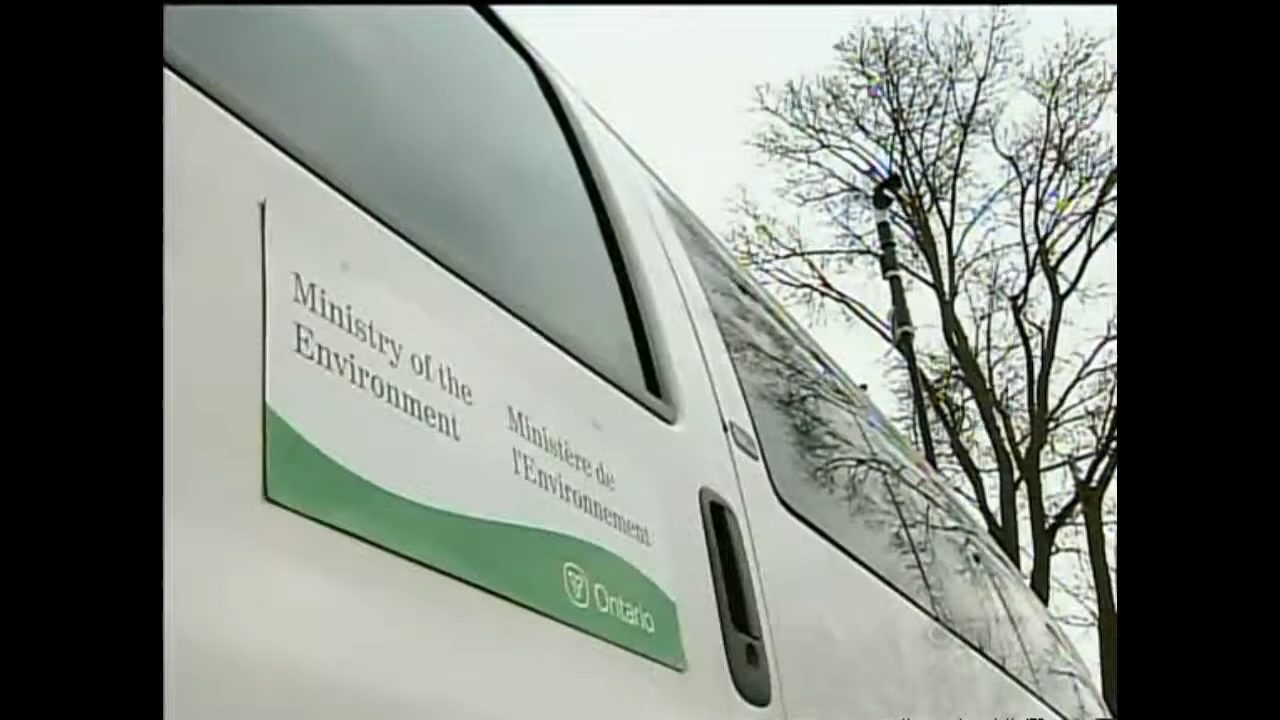 Ministry of the
Environment
Ministère de
l'Environnement
Ontario